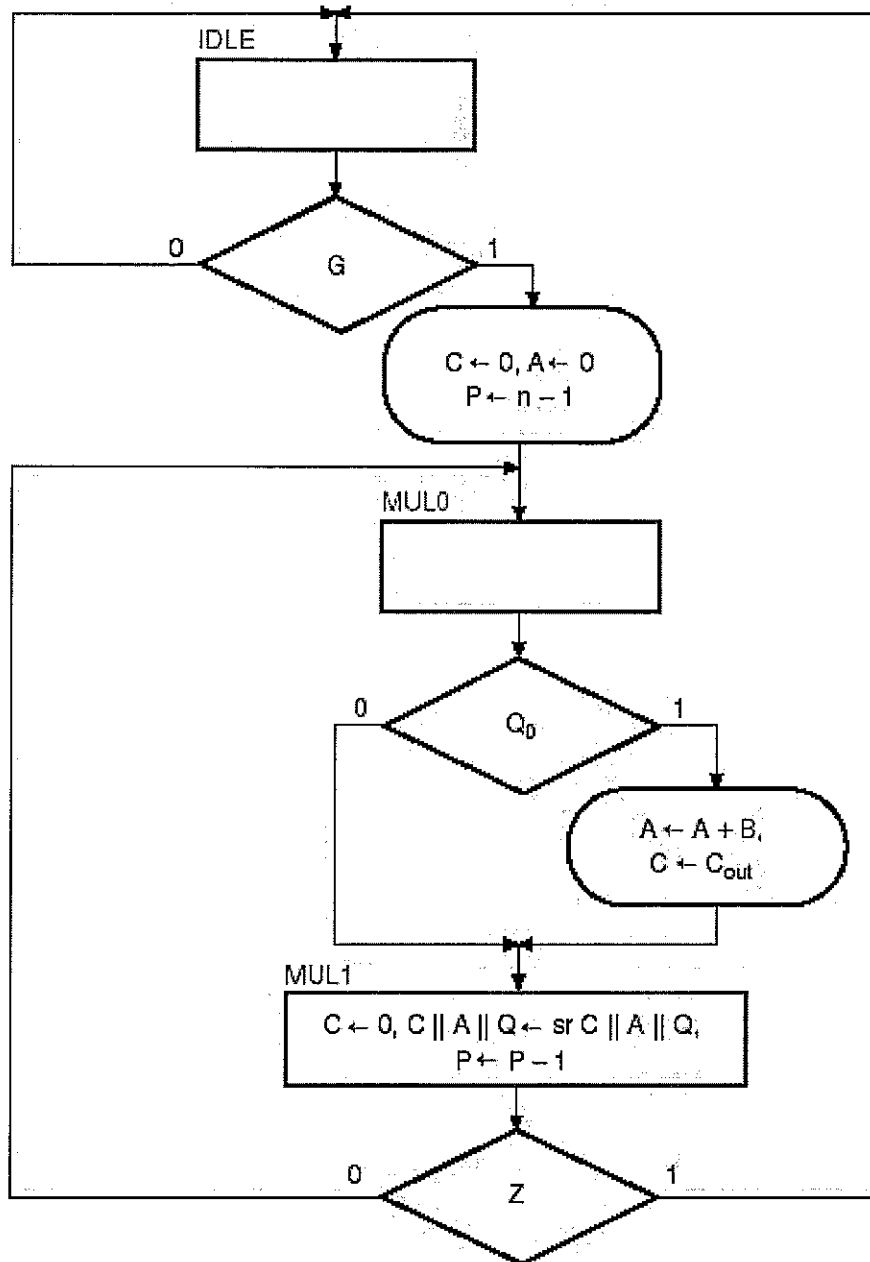 IDLE
0
G
1
C ← 0, A ← 0
P ← n – 1
MUL0
0
Q₀
1
A ← A + B,
C ← Cout
MUL1
C ← 0, C || A || Q ← sr C || A || Q,
P ← P – 1
0
Z
1